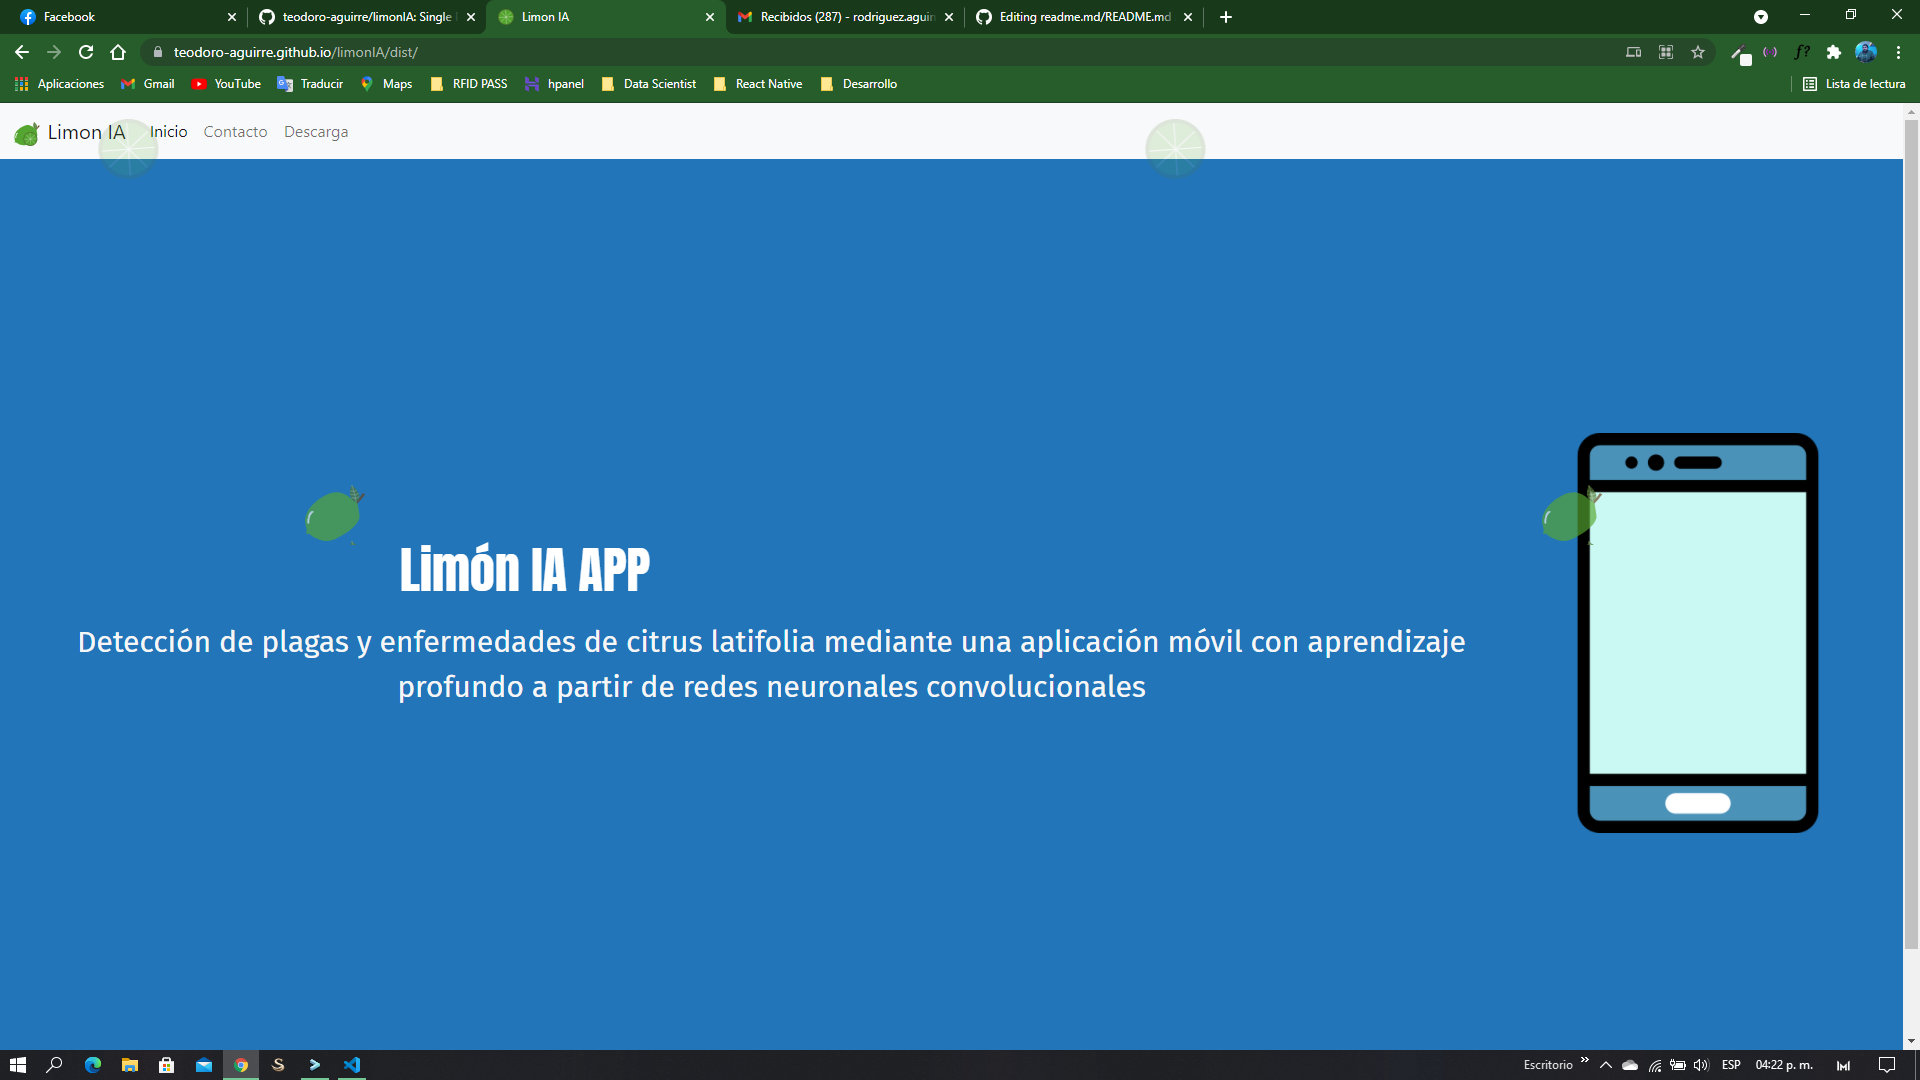 Facebook
teodoro-aguirre/limonIA: Single
Limon IA
Recibidos (287) - rodriguez.aguir
Editing readme.md/README.md
teodoro-aguirre.github.io/limonIA/dist/
f?
Aplicaciones
Gmail
YouTube
Traducir
Maps
RFID PASS
hpanel
Data Scientist
React Native
Desarrollo
Lista de lectura
Limon IA
Inicio
Contacto
Descarga
Limón IA APP
Detección de plagas y enfermedades de citrus latifolia mediante una aplicación móvil con aprendizaje
profundo a partir de redes neuronales convolucionales
Escritorio
ESP
04:22 p. m.